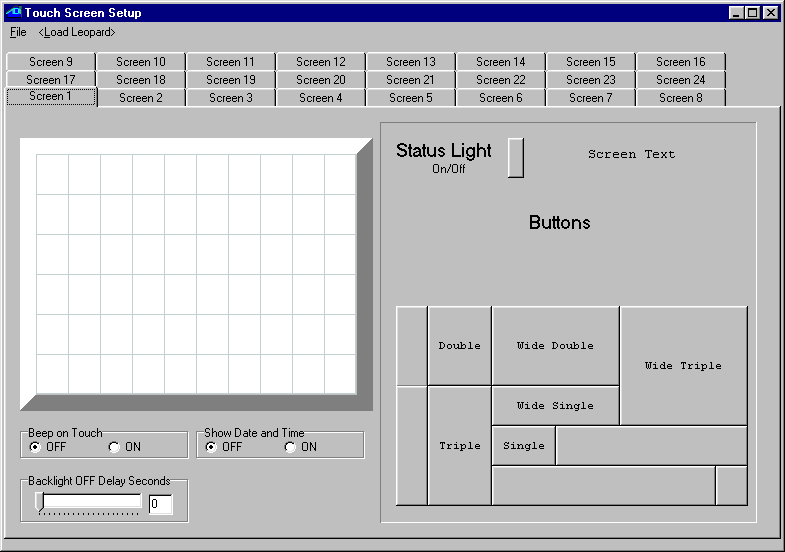 Touch Screen Setup
File <Load Leopard>
Screen 9 Screen 10 Screen 11 Screen 12 Screen 13 Screen 14 Screen 15 Screen 16
Screen 17 Screen 18 Screen 19 Screen 20 Screen 21 Screen 22 Screen 23 Screen 24
Screen 1 Screen 2 Screen 3 Screen 4 Screen 5 Screen 6 Screen 7 Screen 8
Status Light
On/Off
Screen Text
Buttons
Double Wide Double
Wide Triple
Wide Single
Triple Single
Beep on Touch
OFF ON
Show Date and Time
OFF ON
Backlight OFF Delay Seconds
0